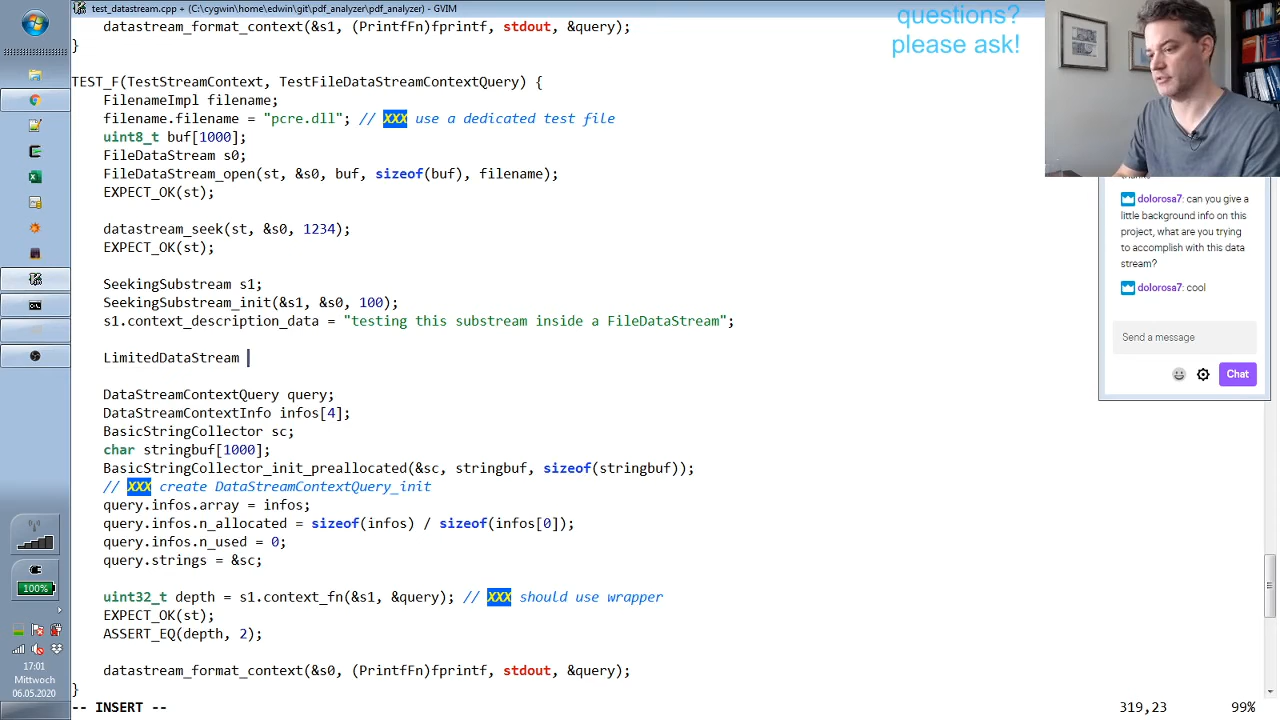 test_datastream.cpp + (C:\cygwin\home\edwin\git\pdf_analyzer\pdf_analyzer) - GVIM
questions?
please ask!
datastream_format_context(&s1, (PrintfFn)fprintf, stdout, &query);
}
TEST_F(TestStreamContext, TestFileDataStreamContextQuery) {
FilenameImpl filename;
filename.filename = "pcre.dll"; // XXX use a dedicated test file
uint8_t buf[1000];
FileDataStream s0;
FileDataStream_open(st, &s0, buf, sizeof(buf), filename);
EXPECT_OK(st);
datastream_seek(st, &s0, 1234);
EXPECT_OK(st);
SeekingSubstream s1;
SeekingSubstream_init(&s1, &s0, 100);
s1.context_description_data = "testing this substream inside a FileDataStream";
LimitedDataStream
DataStreamContextQuery query;
DataStreamContextInfo infos[4];
BasicStringCollector sc;
char stringbuf[1000];
BasicStringCollector_init_preallocated(&sc, stringbuf, sizeof(stringbuf));
// XXX create DataStreamContextQuery_init
query.infos.array = infos;
query.infos.n_allocated = sizeof(infos) / sizeof(infos[0]);
query.infos.n_used = 0;
query.strings = &sc;
uint32_t depth = s1.context_fn(&s1, &query); // XXX should use wrapper
EXPECT_OK(st);
ASSERT_EQ(depth, 2);
datastream_format_context(&s0, (PrintfFn)fprintf, stdout, &query);
}
-- INSERT --
319,23
99%
dolorosa7: can you give a
little background info on this
project, what are you trying
to accomplish with this data
stream?
dolorosa7: cool
Send a message
Chat
100%
17:01
Mittwoch
06.05.2020